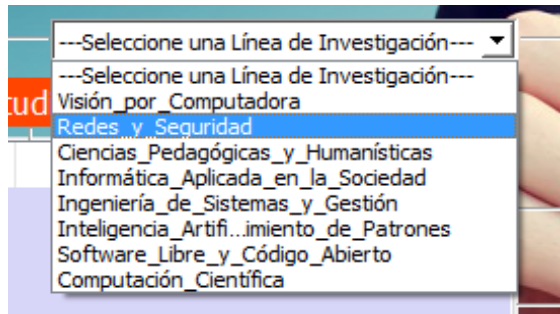 ---Seleccione una Línea de Investigación---
---Seleccione una Línea de Investigación---
Visión_por_Computadora
tud
Redes_y_Seguridad
Ciencias_Pedagógicas_y_Humanísticas
Informática_Aplicada_en_la_Sociedad
Ingeniería_de_Sistemas_y_Gestión
Inteligencia_Artifi...imiento_de_Patrones
Software_Libre_y_Código_Abierto
Computación_Científica